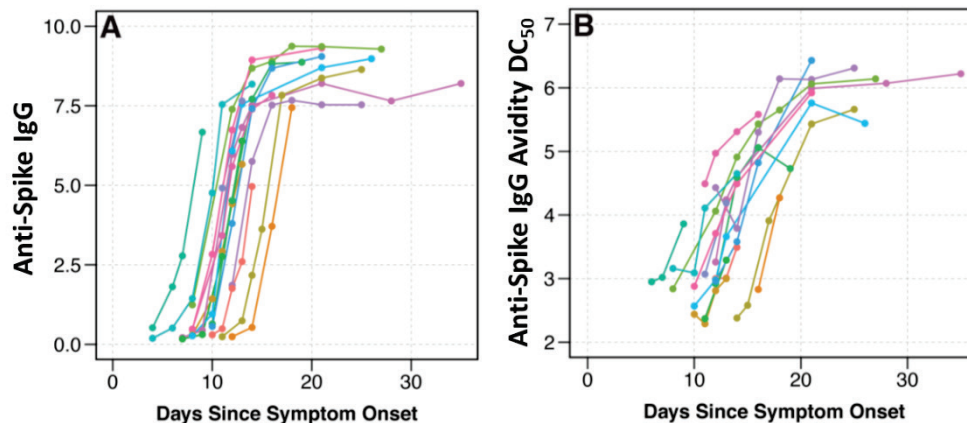 A
Anti-Spike IgG
10.0
7.5
5.0
2.5
0.0
0 10 20 30
Days Since Symptom Onset
B
Anti-Spike IgG Avidity DC₅₀
7
6
5
4
3
2
0 10 20 30
Days Since Symptom Onset